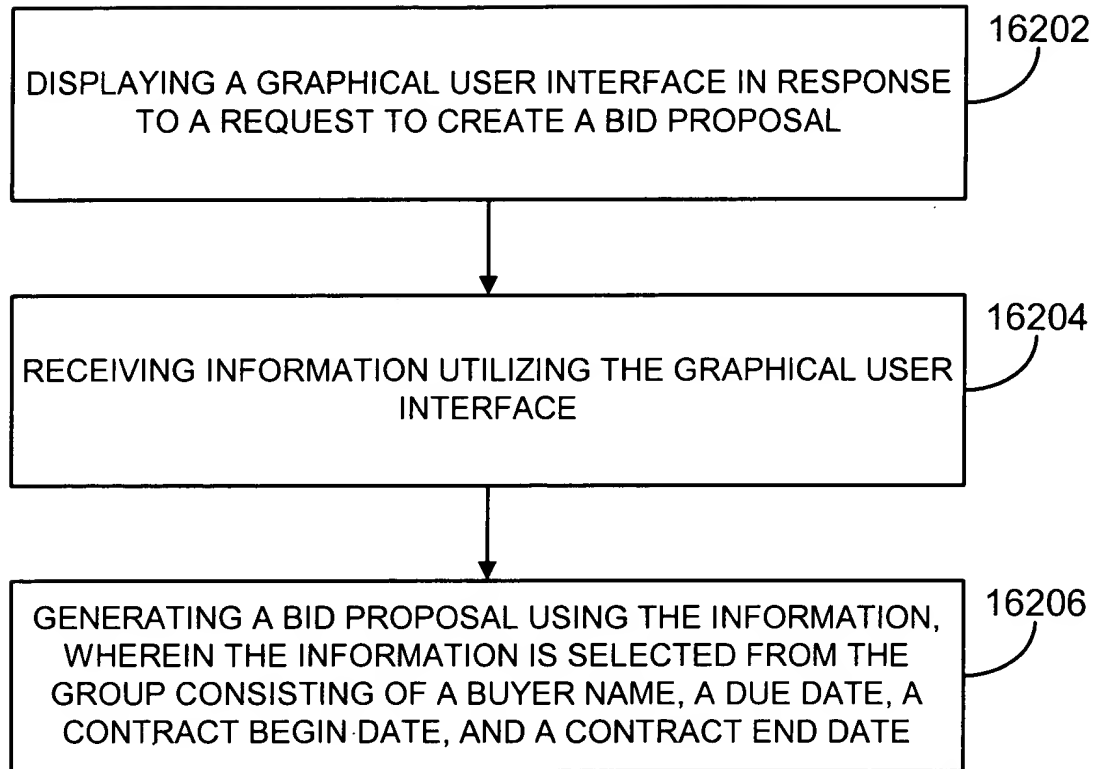 16202
DISPLAYING A GRAPHICAL USER INTERFACE IN RESPONSE
TO A REQUEST TO CREATE A BID PROPOSAL
16204
RECEIVING INFORMATION UTILIZING THE GRAPHICAL USER
INTERFACE
16206
GENERATING A BID PROPOSAL USING THE INFORMATION,
WHEREIN THE INFORMATION IS SELECTED FROM THE
GROUP CONSISTING OF A BUYER NAME, A DUE DATE, A
CONTRACT BEGIN DATE, AND A CONTRACT END DATE